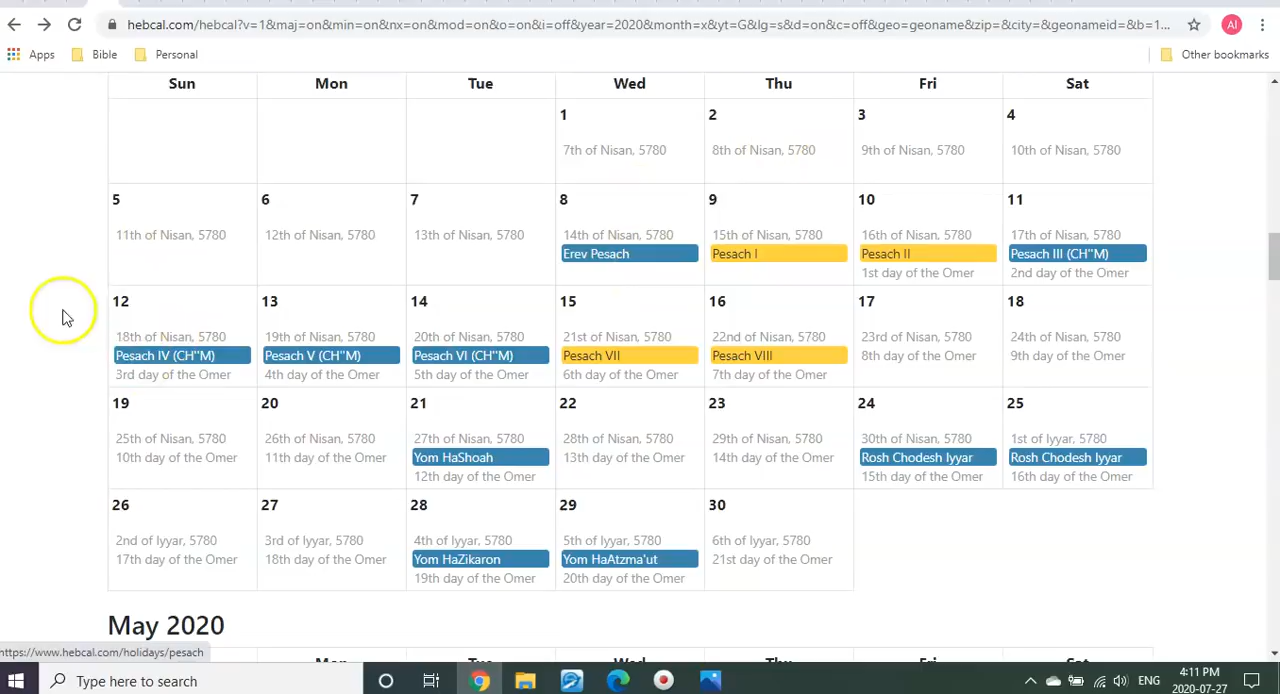 hebcal.com/hebcal?v=1&maj=on&min=on&nx=on&mod=on&o=on&i=off&year=2020&month=x&yt=G&lg=s&d=on&c=off&geo=geoname&zip=&city=&geonameid=&b=1...
AI
Apps Bible Personal Other bookmarks
Sun Mon Tue Wed Thu Fri Sat
1 2 3 4
7th of Nisan, 5780 8th of Nisan, 5780 9th of Nisan, 5780 10th of Nisan, 5780
5 6 7 8 9 10 11
11th of Nisan, 5780 12th of Nisan, 5780 13th of Nisan, 5780 14th of Nisan, 5780 15th of Nisan, 5780 16th of Nisan, 5780 17th of Nisan, 5780
Erev Pesach Pesach I Pesach II Pesach III (CH''M)
1st day of the Omer 2nd day of the Omer
12 13 14 15 16 17 18
18th of Nisan, 5780 19th of Nisan, 5780 20th of Nisan, 5780 21st of Nisan, 5780 22nd of Nisan, 5780 23rd of Nisan, 5780 24th of Nisan, 5780
Pesach IV (CH''M) Pesach V (CH''M) Pesach VI (CH''M) Pesach VII Pesach VIII 8th day of the Omer 9th day of the Omer
3rd day of the Omer 4th day of the Omer 5th day of the Omer 6th day of the Omer 7th day of the Omer
19 20 21 22 23 24 25
25th of Nisan, 5780 26th of Nisan, 5780 27th of Nisan, 5780 28th of Nisan, 5780 29th of Nisan, 5780 30th of Nisan, 5780 1st of Iyyar, 5780
10th day of the Omer 11th day of the Omer Yom HaShoah 13th day of the Omer 14th day of the Omer Rosh Chodesh Iyyar Rosh Chodesh Iyyar
12th day of the Omer 15th day of the Omer 16th day of the Omer
26 27 28 29 30
2nd of Iyyar, 5780 3rd of Iyyar, 5780 4th of Iyyar, 5780 5th of Iyyar, 5780 6th of Iyyar, 5780
17th day of the Omer 18th day of the Omer Yom HaZikaron Yom HaAtzma'ut 21st day of the Omer
19th day of the Omer 20th day of the Omer
May 2020
https://www.hebcal.com/holidays/pesach
Type here to search
ENG
4:11 PM
2020-07-27